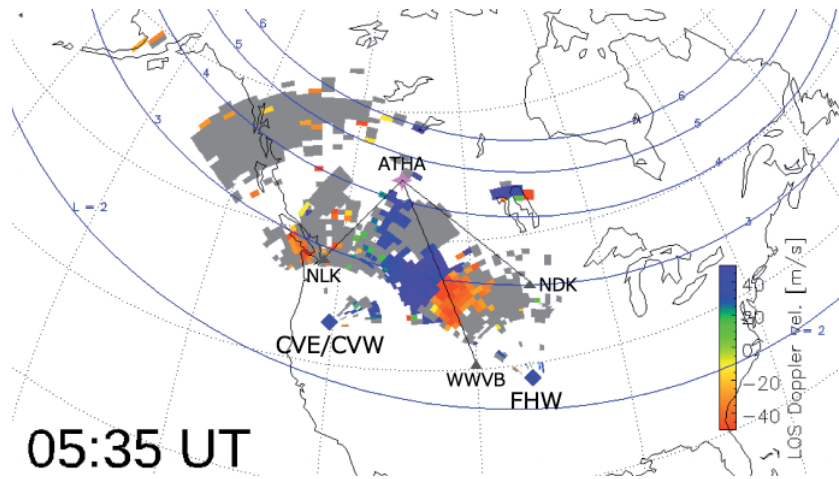 6
5
4
3
L = 2
6
5
4
3
= 2
ATHA
NLK
NDK
CVE/CVW
WWVB
FHW
40
20
0
−20
−40
LOS Doppler vel. [m/s]
05:35 UT